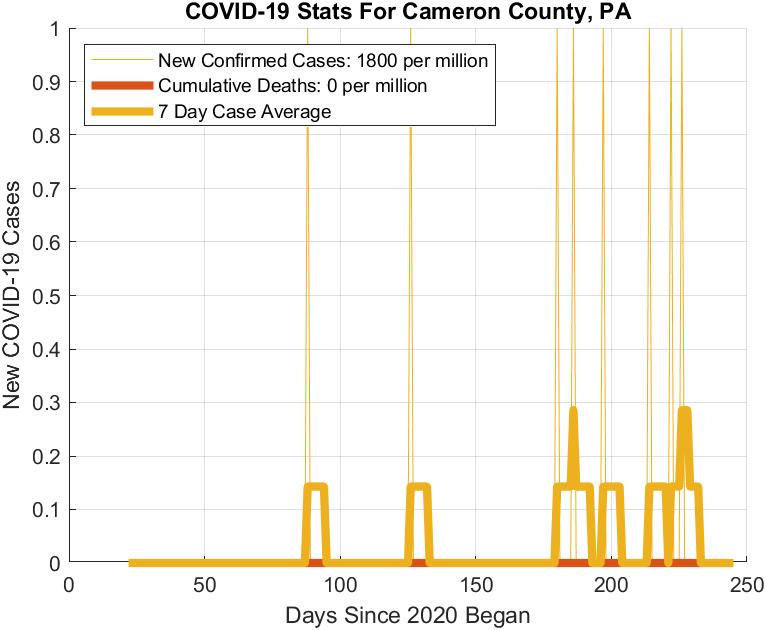 COVID-19 Stats For Cameron County, PA
New Confirmed Cases: 1800 per million
Cumulative Deaths: 0 per million
7 Day Case Average
1
0.9
0.8
0.7
0.6
0.5
0.4
0.3
0.2
0.1
0
New COVID-19 Cases
0 50 100 150 200 250
Days Since 2020 Began